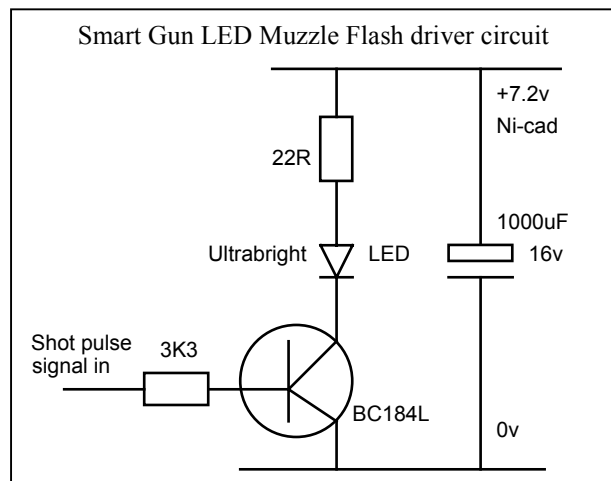 Smart Gun LED Muzzle Flash driver circuit
+7.2v
Ni-cad
22R
1000uF
16v
Ultrabright LED
Shot pulse
signal in
3K3
BC184L
0v